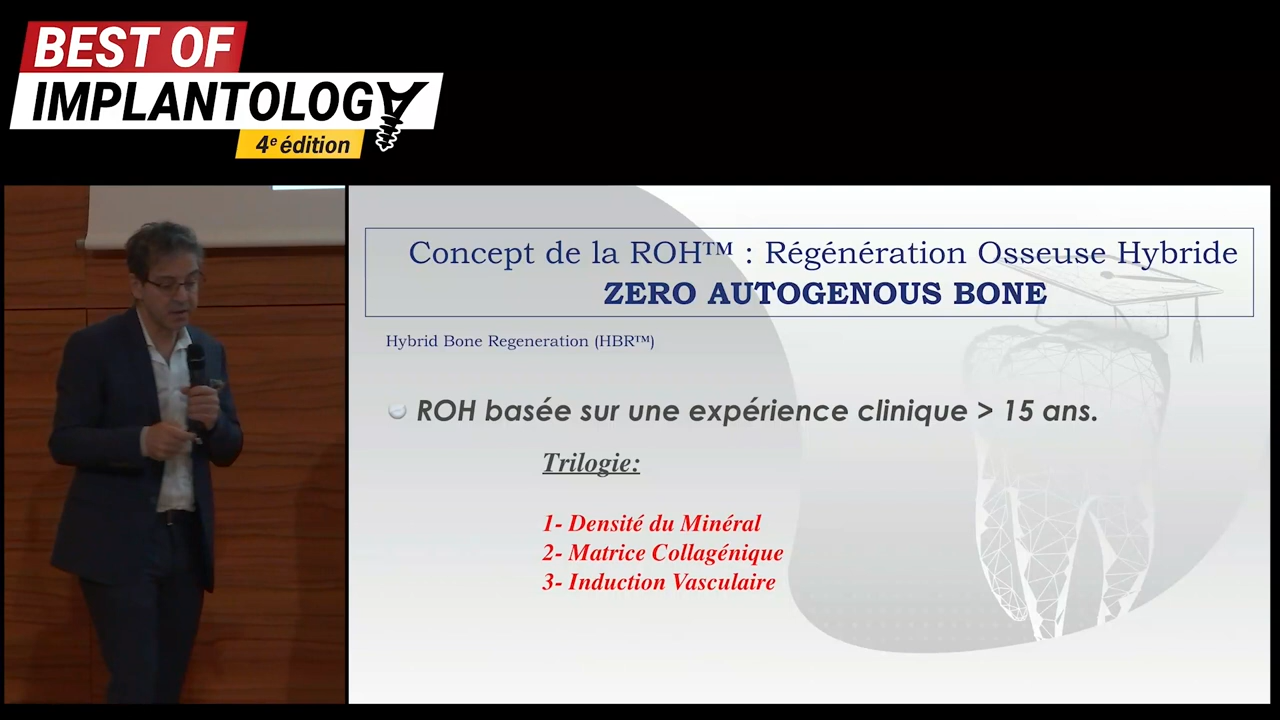 BEST OF
IMPLANTOLOGY
4e édition
Concept de la ROH™ : Régénération Osseuse Hybride
ZERO AUTOGENOUS BONE
Hybrid Bone Regeneration (HBR™)
ROH basée sur une expérience clinique > 15 ans.
Trilogie:
1- Densité du Minéral
2- Matrice Collagénique
3- Induction Vasculaire